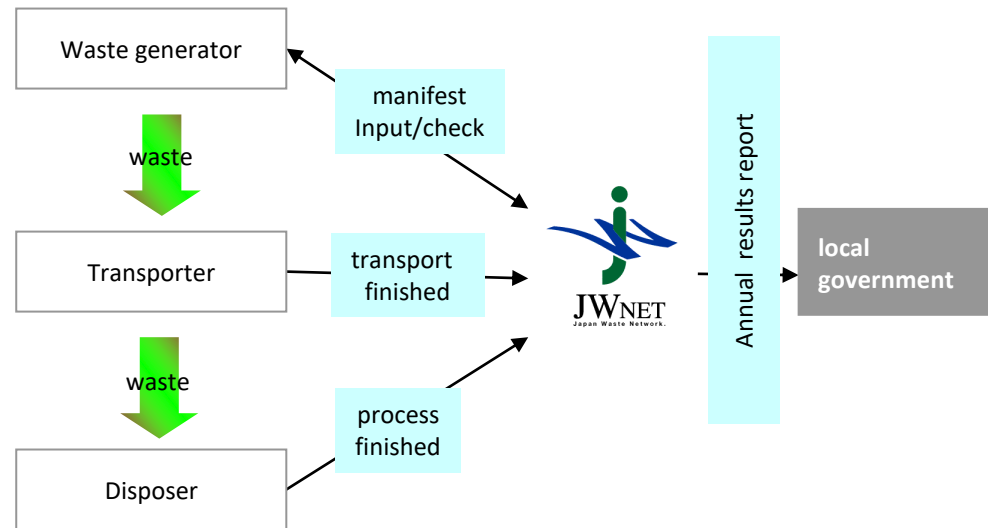 Waste generator
manifest
Input/check
waste
Transporter
transport
finished
waste
process
finished
Disposer
JWNET
Japan Waste Network.
Annual results report
local
government